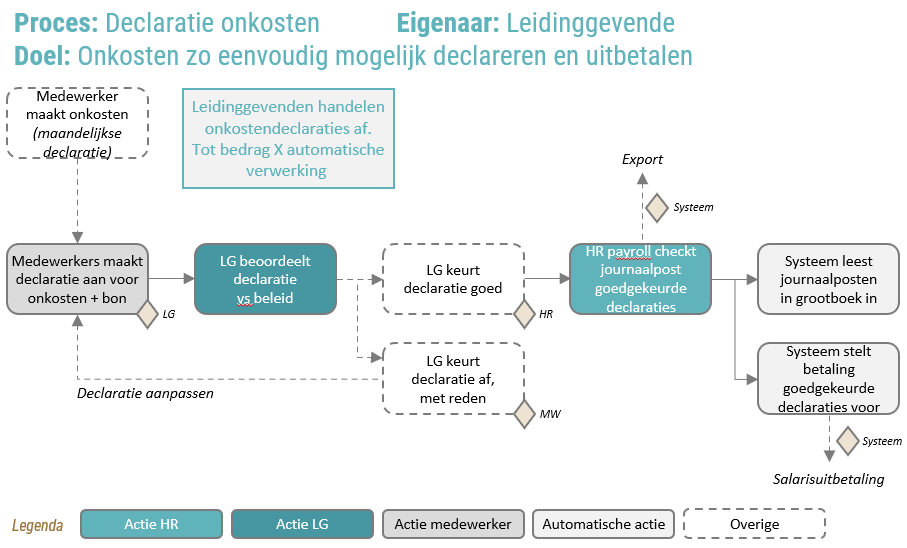 Proces: Declaratie onkosten Eigenaar: Leidinggevende
Doel: Onkosten zo eenvoudig mogelijk declareren en uitbetalen
Medewerker
maakt onkosten
(maandelijkse
declaratie)
Leidinggevenden handelen
onkostendeclaraties af.
Tot bedrag X automatische
verwerking
Export
Systeem
Medewerkers maakt
declaratie aan voor
onkosten + bon
LG
LG beoordeelt
declaratie
vs beleid
LG keurt
declaratie goed
HR
HR payroll checkt
journaalpost
goedgekeurde
declaraties
Systeem leest
journaalposten
in grootboek in
LG keurt
declaratie af,
met reden
MW
Systeem stelt
betaling
goedgekeurde
declaraties voor
Declaratie aanpassen
Systeem
Salarisuitbetaling
Legenda
Actie HR
Actie LG
Actie medewerker
Automatische actie
Overige